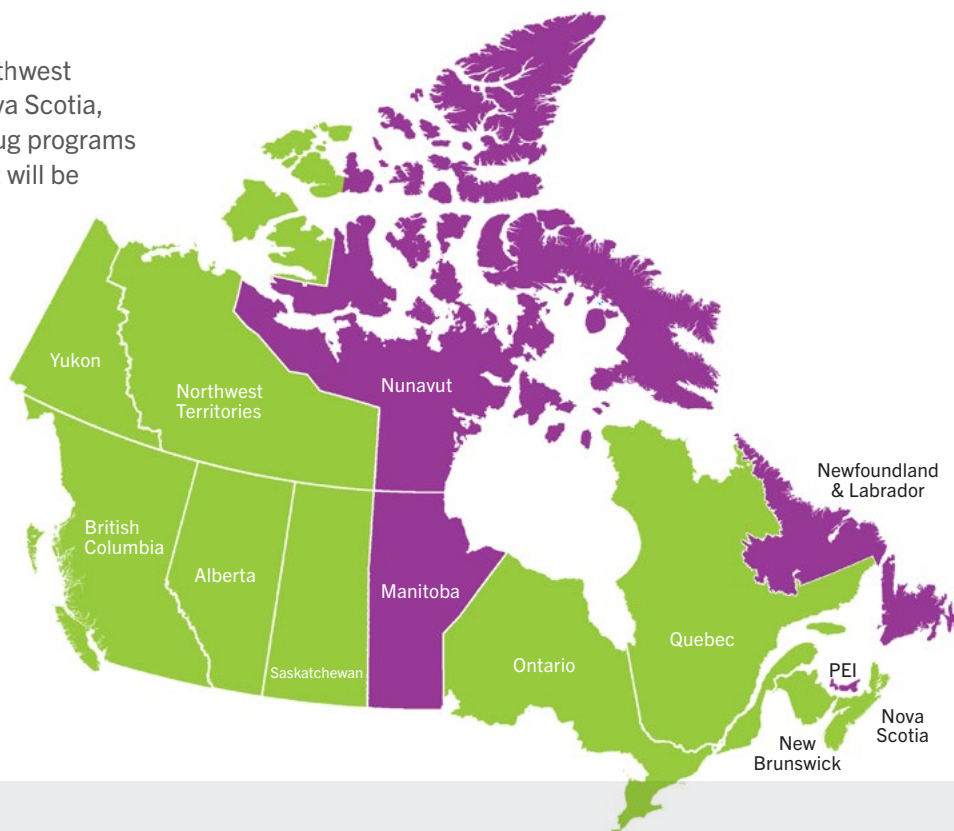 thwest
va Scotia,
ug programs
t will be
Yukon
Northwest
Territories
Nunavut
Newfoundland
& Labrador
British
Columbia
Alberta
Manitoba
Saskatchewan
Ontario
Quebec
PEI
Nova
Scotia
New
Brunswick